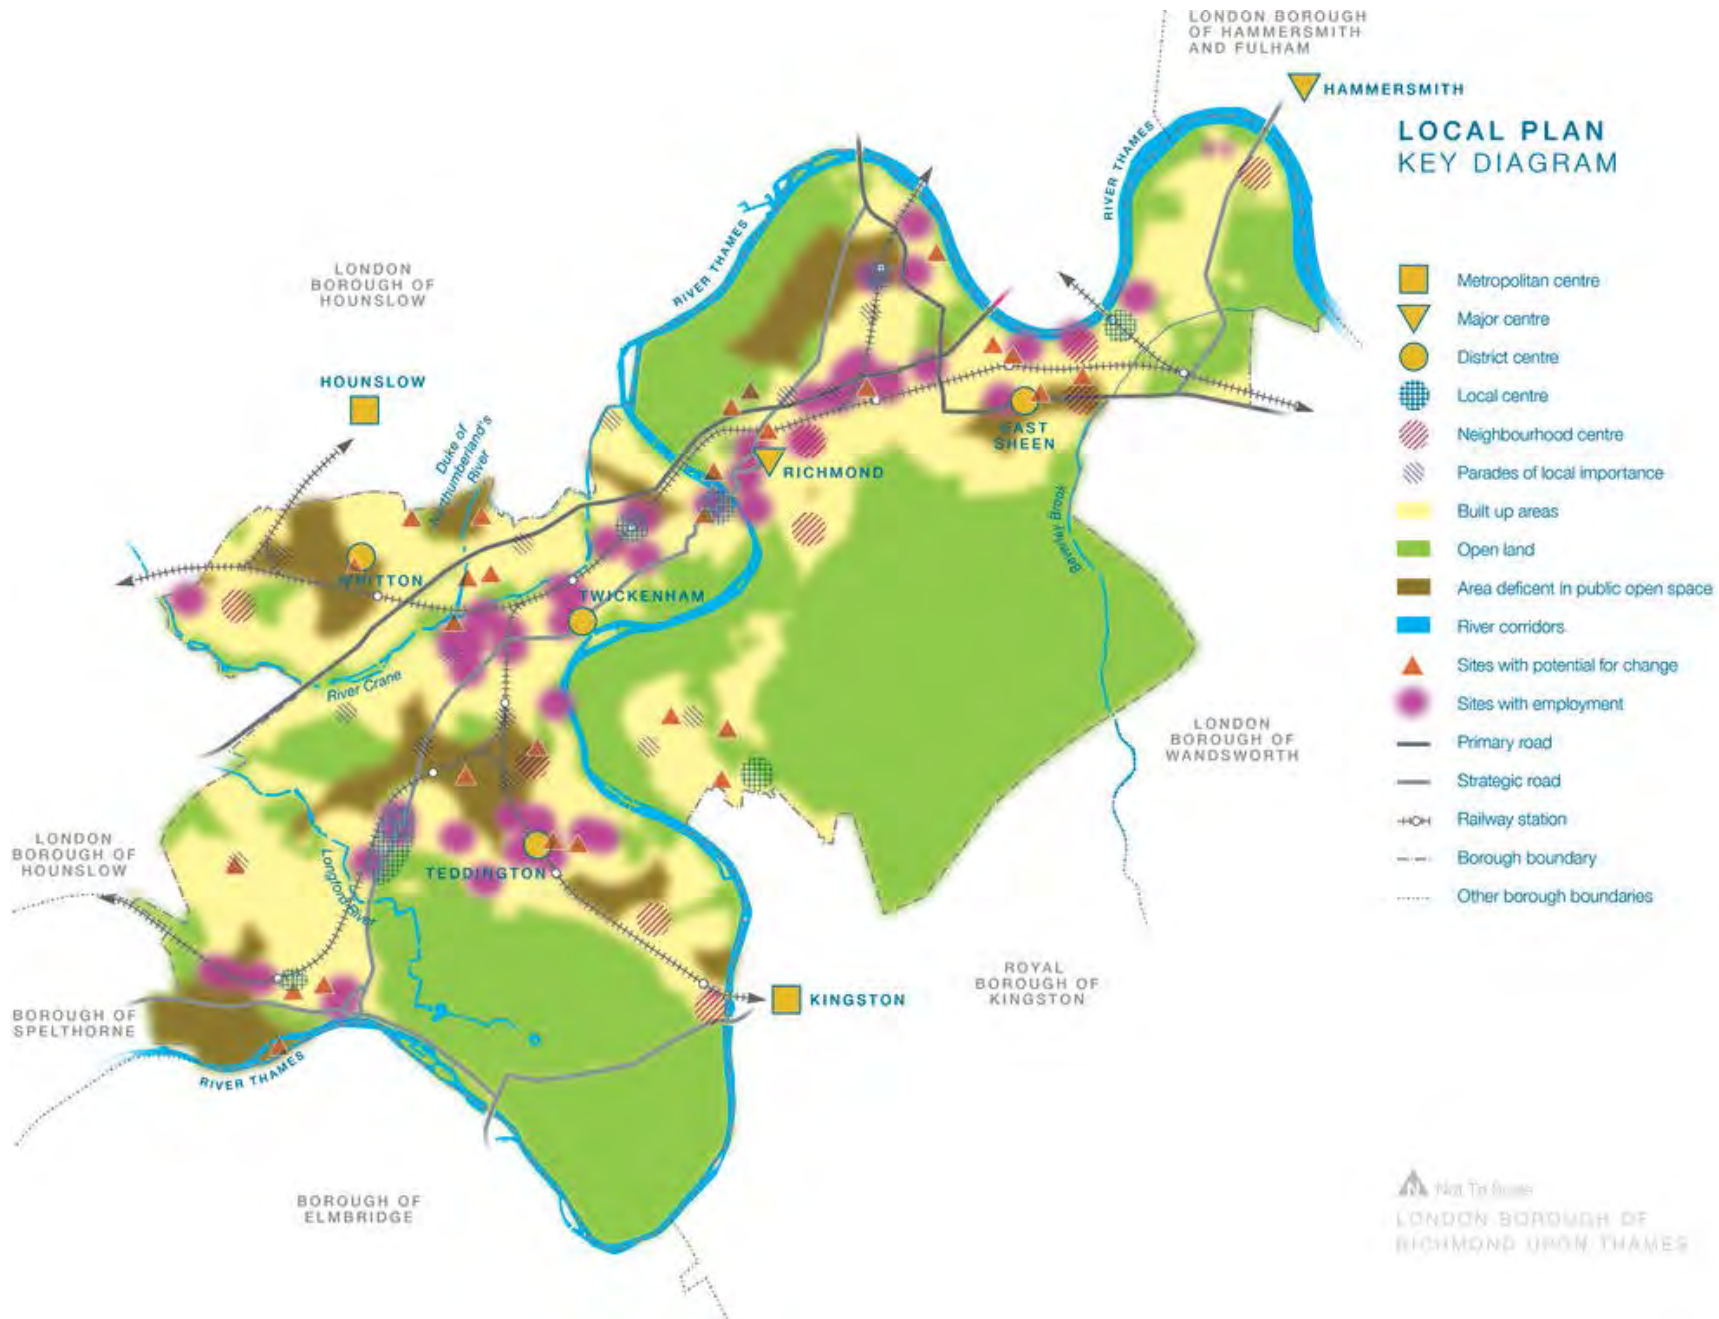 LONDON BOROUGH
OF HAMMERSMITH
AND FULHAM
HAMMERSMITH
LOCAL PLAN
KEY DIAGRAM
RIVER THAMES
RIVER THAMES
LONDON
BOROUGH OF
HOUNSLOW
HOUNSLOW
Duke of
Northumberland's
River
EAST
SHEEN
RICHMOND
Beverley Brook
WHITTON
TWICKENHAM
River Crane
LONDON
BOROUGH OF
WANDSWORTH
LONDON
BOROUGH OF
HOUNSLOW
Longford River
TEDDINGTON
ROYAL
BOROUGH OF
KINGSTON
KINGSTON
BOROUGH OF
SPELTHORNE
RIVER THAMES
BOROUGH OF
ELMBRIDGE
Metropolitan centre
Major centre
District centre
Local centre
Neighbourhood centre
Parades of local importance
Built up areas
Open land
Area deficent in public open space
River corridors
Sites with potential for change
Sites with employment
Primary road
Strategic road
Railway station
Borough boundary
Other borough boundaries
N Not To Scale
LONDON BOROUGH OF
RICHMOND UPON THAMES